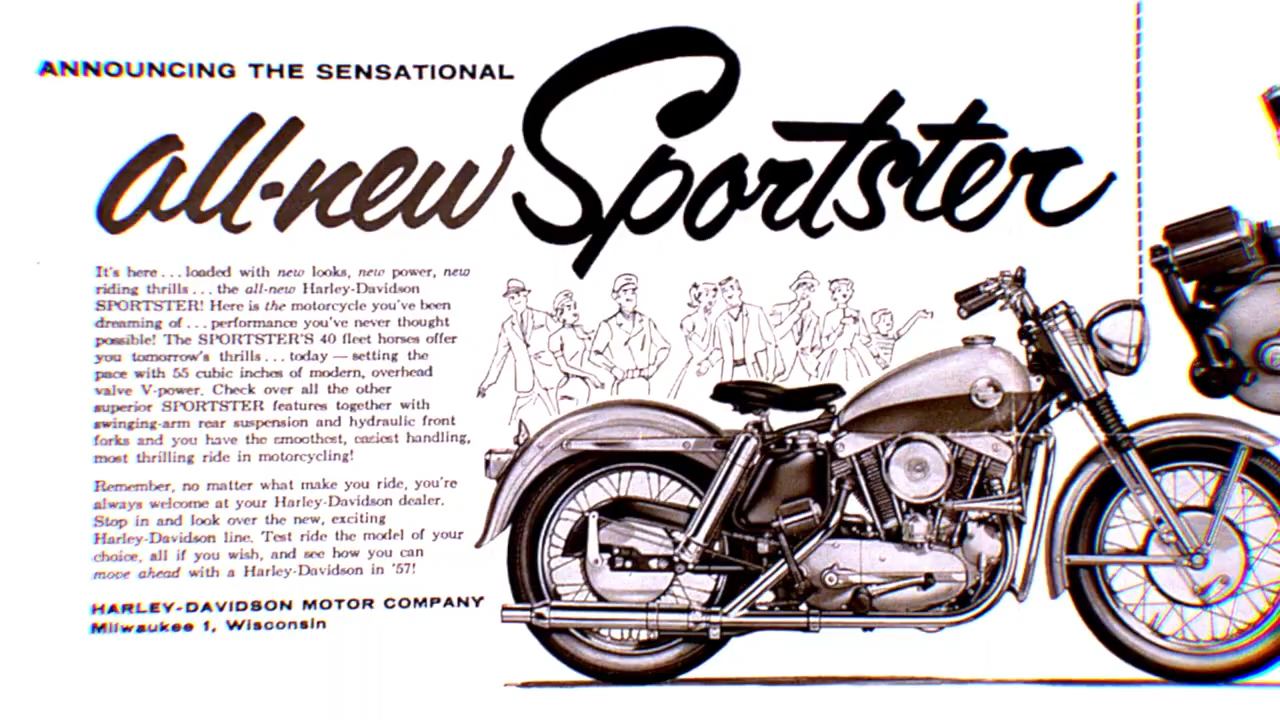 ANNOUNCING THE SENSATIONAL
all-new Sportster
It's here . . . loaded with new looks, new power, new
riding thrills . . . the all-new Harley-Davidson
SPORTSTER! Here is the motorcycle you've been
dreaming of . . . performance you've never thought
possible! The SPORTSTER'S 40 fleet horses offer
you tomorrow's thrills . . . today — setting the
pace with 55 cubic inches of modern, overhead
valve V-power. Check over all the other
superior SPORTSTER features together with
swinging-arm rear suspension and hydraulic front
forks and you have the smoothest, easiest handling,
most thrilling ride in motorcycling!
Remember, no matter what make you ride, you're
always welcome at your Harley-Davidson dealer.
Stop in and look over the new, exciting
Harley-Davidson line. Test ride the model of your
choice, all if you wish, and see how you can
move ahead with a Harley-Davidson in '57!
HARLEY-DAVIDSON MOTOR COMPANY
Milwaukee 1, Wisconsin